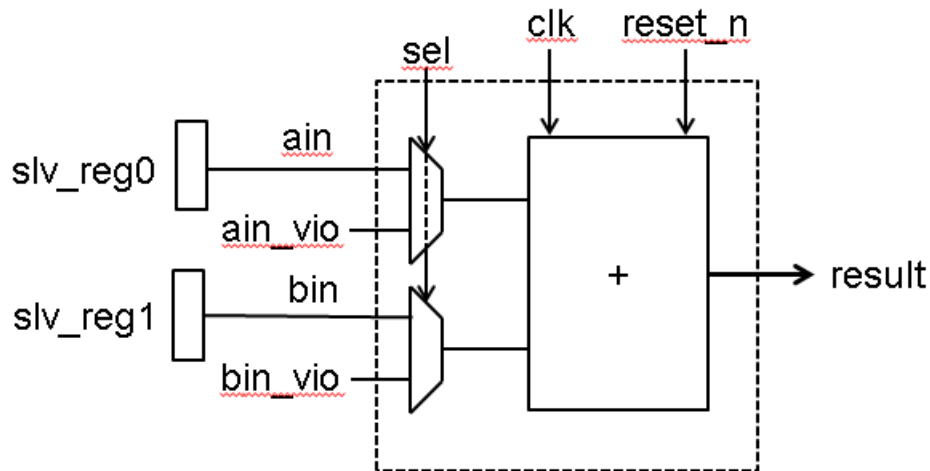 clk
reset_n
sel
ain
slv_reg0
ain_vio
bin
+
result
slv_reg1
bin_vio